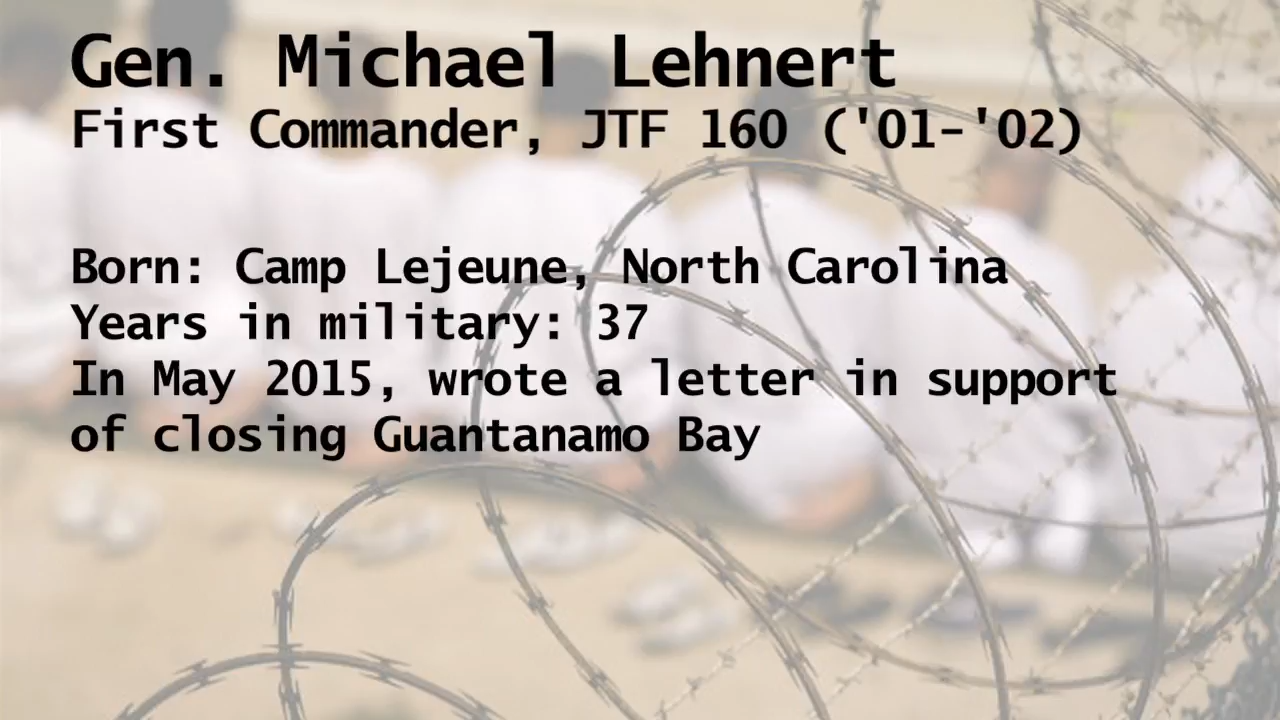 Gen. Michael Lehnert
First Commander, JTF 160 ('01-'02)
Born: Camp Lejeune, North Carolina
Years in military: 37
In May 2015, wrote a letter in support
of closing Guantanamo Bay